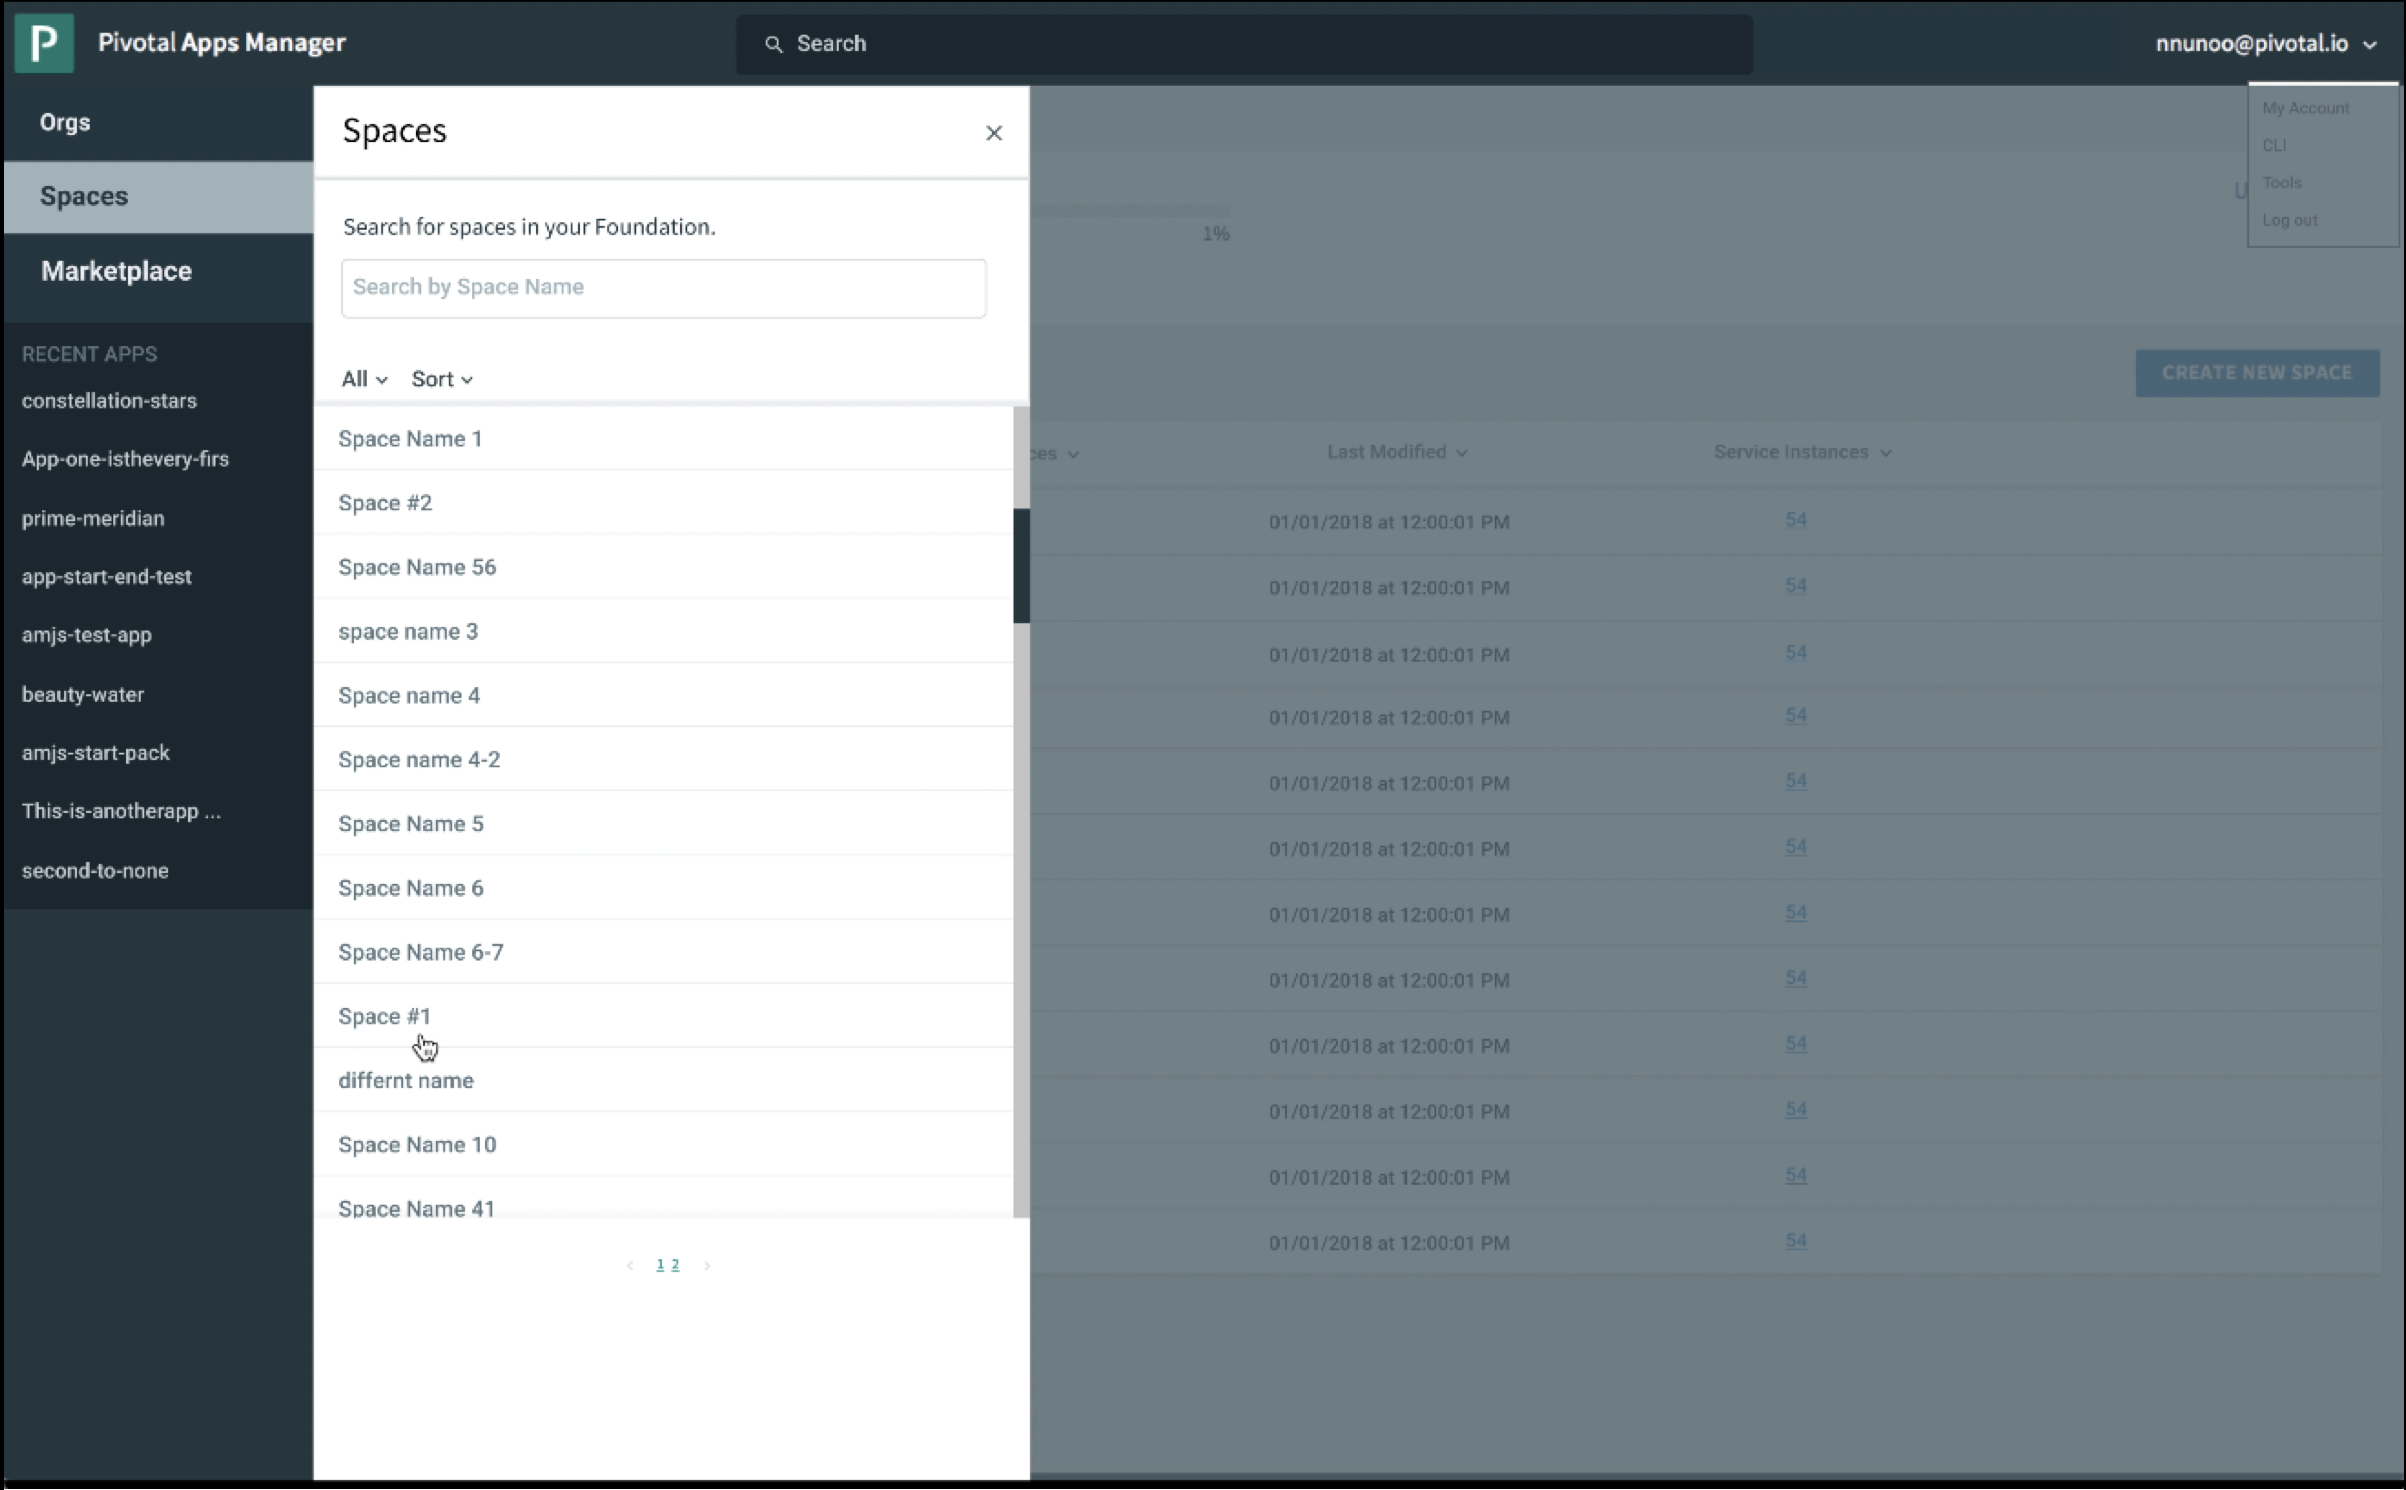 P Pivotal Apps Manager
Search
nnunoo@pivotal.io
My Account
CLI
Tools
Log out
Orgs
Spaces
Marketplace
RECENT APPS
constellation-stars
App-one-isthevery-firs
prime-meridian
app-start-end-test
amjs-test-app
beauty-water
amjs-start-pack
This-is-anotherapp ...
second-to-none
Spaces
Search for spaces in your Foundation.
Search by Space Name
All Sort
Space Name 1
Space #2
Space Name 56
space name 3
Space name 4
Space name 4-2
Space Name 5
Space Name 6
Space Name 6-7
Space #1
differnt name
Space Name 10
Space Name 41
1 2
1%
CREATE NEW SPACE
Last Modified Service Instances
01/01/2018 at 12:00:01 PM 54
01/01/2018 at 12:00:01 PM 54
01/01/2018 at 12:00:01 PM 54
01/01/2018 at 12:00:01 PM 54
01/01/2018 at 12:00:01 PM 54
01/01/2018 at 12:00:01 PM 54
01/01/2018 at 12:00:01 PM 54
01/01/2018 at 12:00:01 PM 54
01/01/2018 at 12:00:01 PM 54
01/01/2018 at 12:00:01 PM 54
01/01/2018 at 12:00:01 PM 54
01/01/2018 at 12:00:01 PM 54